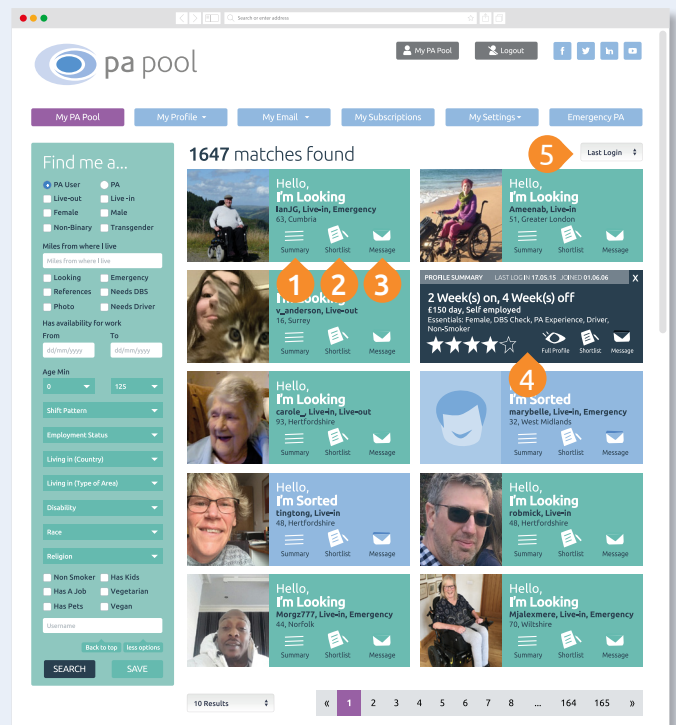 Search or enter address
pa pool
My PA Pool
Logout
My PA Pool
My Profile
My Email
My Subscriptions
My Settings
Emergency PA
Find me a...
PA User PA
Live-out Live -in
Female Male
Non-Binary Transgender
Miles from where I live
Miles from where I live
Looking Emergency
References Needs DBS
Photo Needs Driver
Has availability for work
From To
dd/mm/yyyy dd/mm/yyyy
Age Min
0 125
Shift Pattern
Employment Status
Living in (Country)
Living in (Type of Area)
Disability
Race
Religion
Non Smoker Has Kids
Has A Job Vegetarian
Has Pets Vegan
Username
Back to top less options
SEARCH SAVE
1647 matches found
5
Last Login
Hello,
I'm Looking
IanJG, Live-in, Emergency
63, Cumbria
Summary Shortlist Message
1 2 3
Hello,
I'm Looking
Ameenab, Live-in
51, Greater London
Summary Shortlist Message
I'm Looking
v_anderson, Live-out
16, Surrey
Summary Shortlist Message
PROFILE SUMMARY LAST LOG IN 17.05.15 JOINED 01.06.06 X
2 Week(s) on, 4 Week(s) off
£150 day, Self employed
Essentials: Female, DBS Check, PA Experience, Driver,
Non-Smoker
Full Profile Shortlist Message
4
Hello,
I'm Looking
carole_, Live-in, Live-out
93, Hertfordshire
Summary Shortlist Message
I'm Sorted
marybelle, Live-in, Emergency
32, West Midlands
Summary Shortlist Message
Hello,
I'm Sorted
tingtong, Live-in
48, Hertfordshire
Summary Shortlist Message
Hello,
I'm Looking
robmick, Live-in
48, Hertfordshire
Summary Shortlist Message
Hello,
I'm Looking
Morgz777, Live-in, Emergency
44, Norfolk
Summary Shortlist Message
Hello,
I'm Looking
Mjalexmere, Live-in, Emergency
70, Wiltshire
Summary Shortlist Message
10 Results
« 1 2 3 4 5 6 7 8 ... 164 165 »